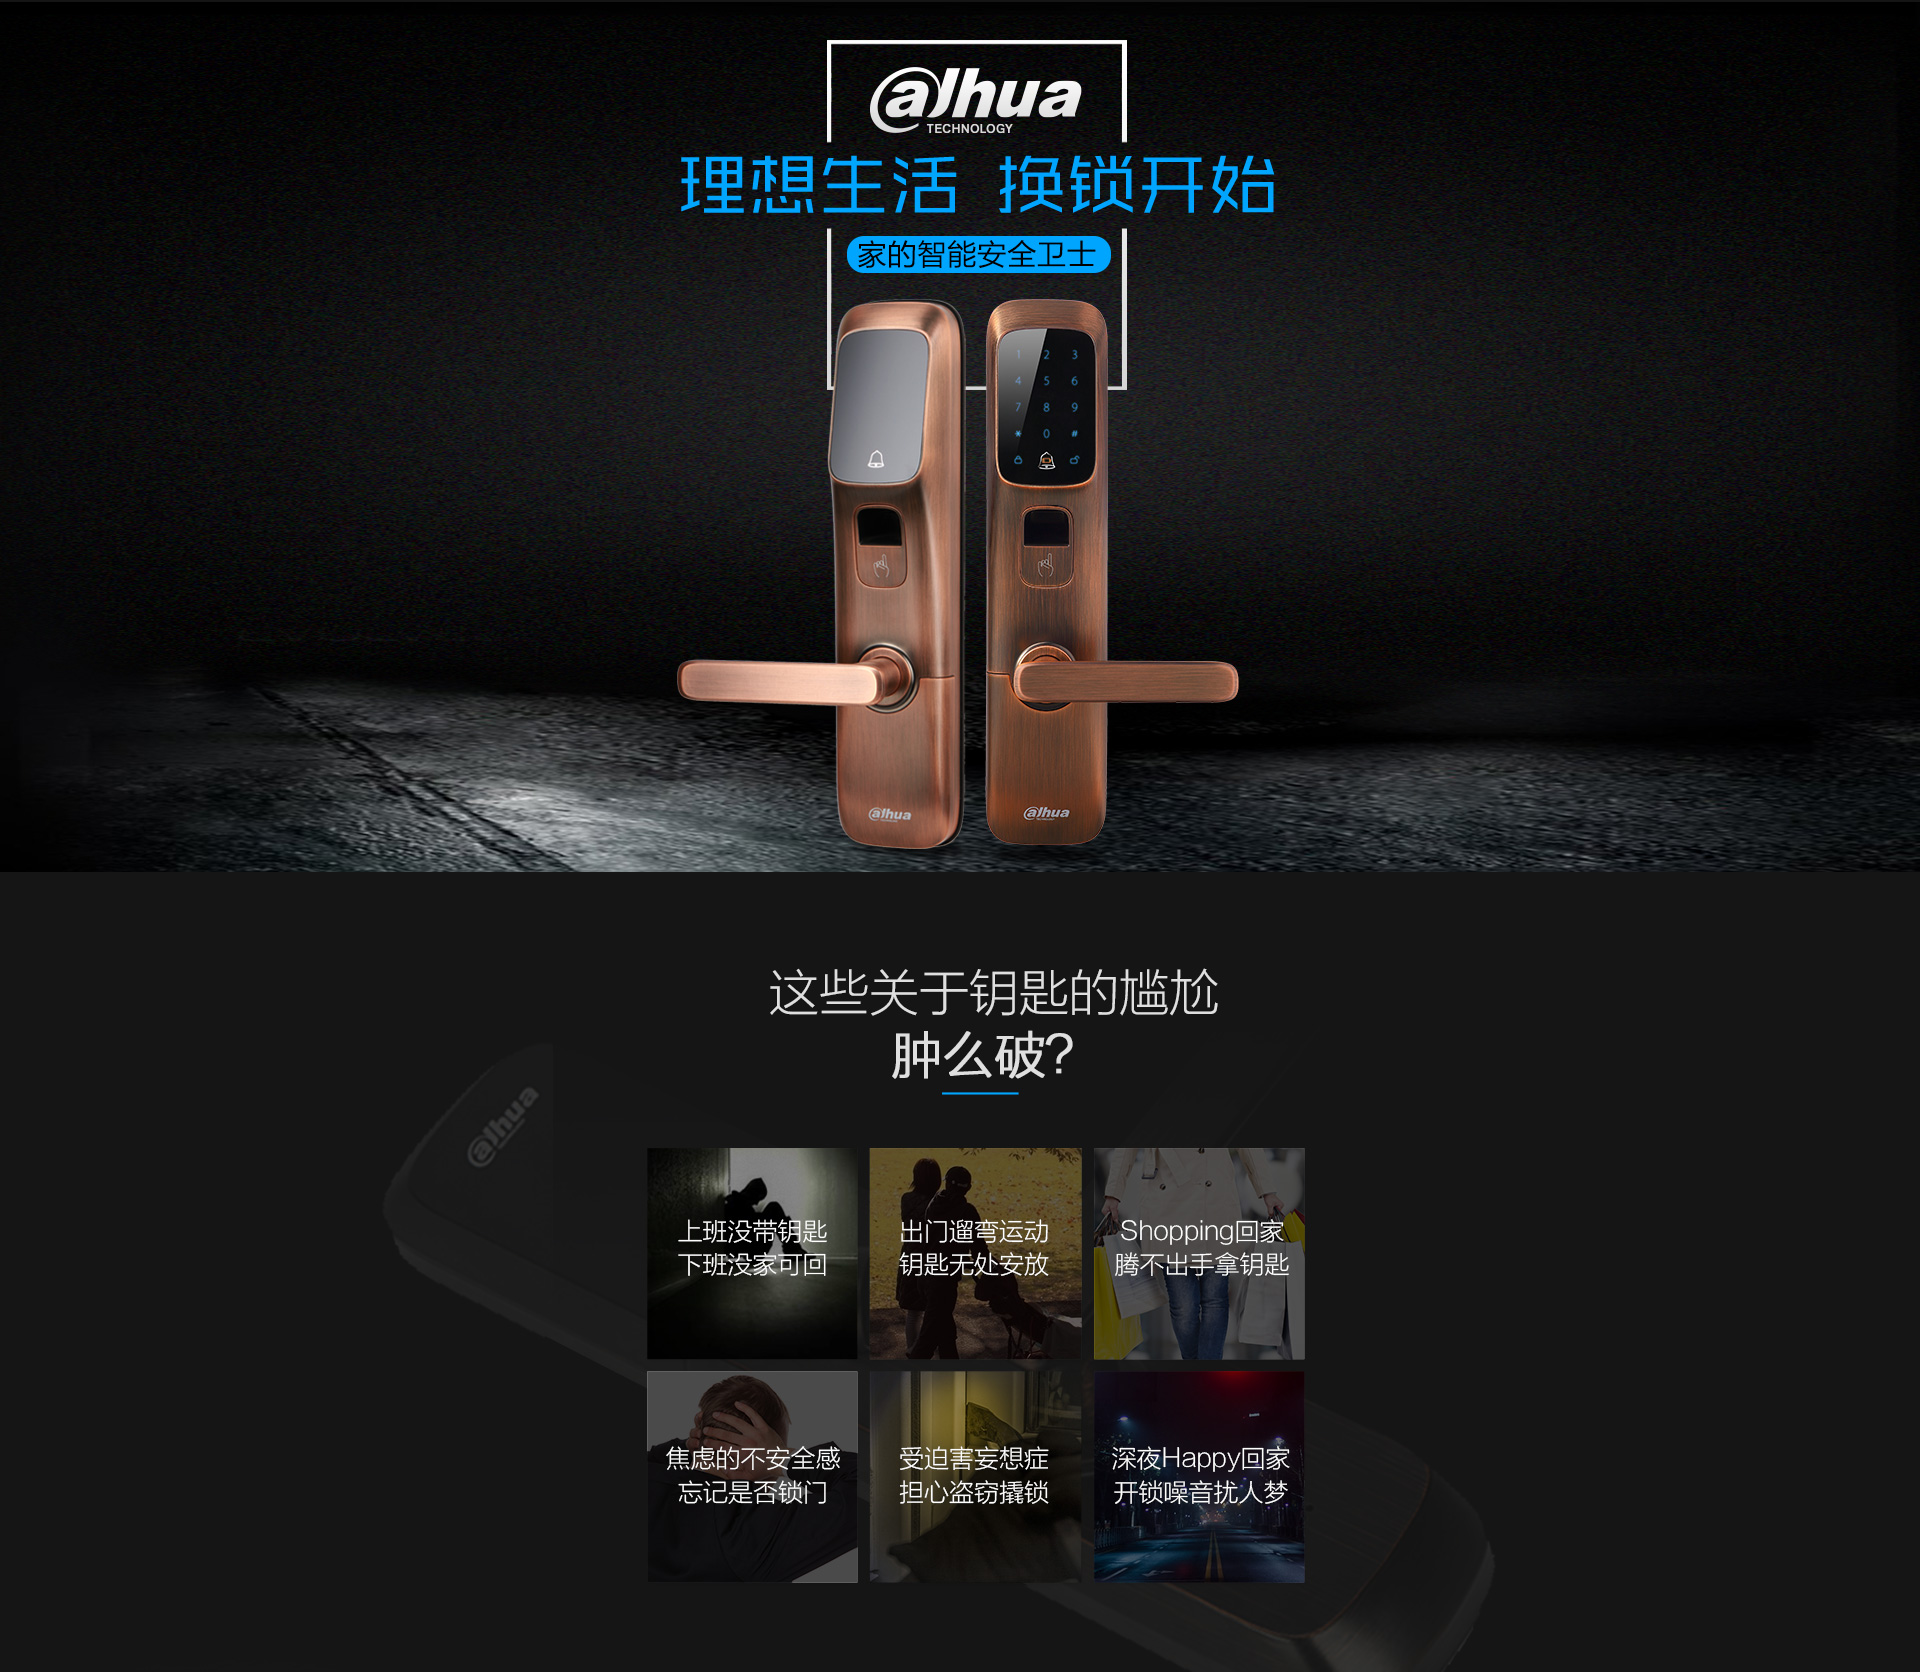 alhua
TECHNOLOGY
理想生活 换锁开始
家的智能安全卫士
1 2 3
4 5 6
7 8 9
* 0 #
alhua
alhua
这些关于钥匙的尴尬
肿么破?
alhua
上班没带钥匙
下班没家可回
出门遛弯运动
钥匙无处安放
Shopping回家
腾不出手拿钥匙
焦虑的不安全感
忘记是否锁门
受迫害妄想症
担心盗窃撬锁
深夜Happy回家
开锁噪音扰人梦